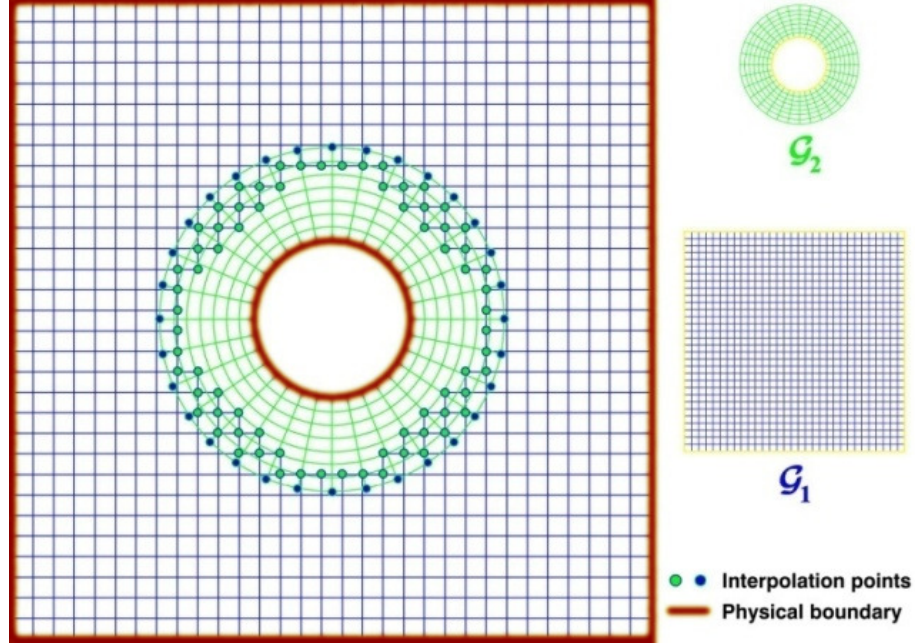 𝒢₂
𝒢₁
Interpolation points
Physical boundary